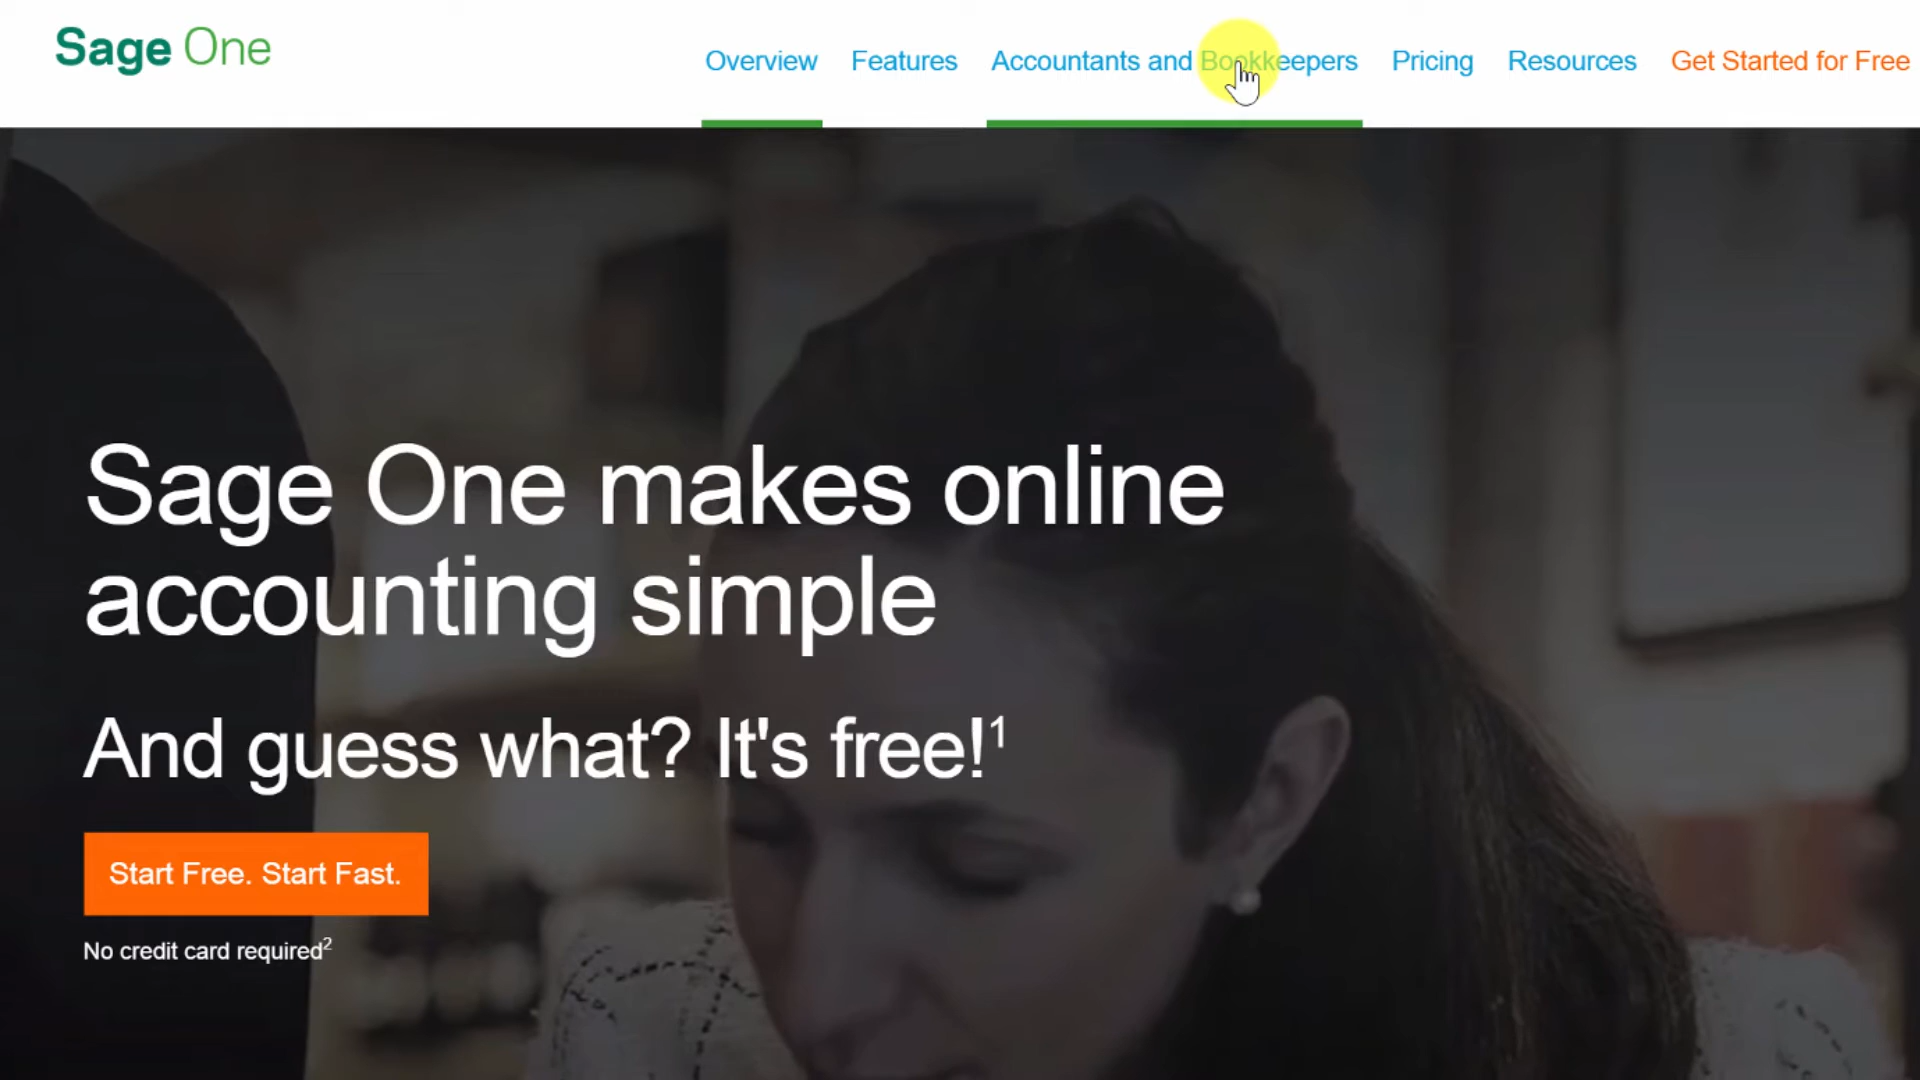 Sage One
Overview Features Accountants and Bookkeepers Pricing Resources Get Started for Free
Sage One makes online
accounting simple
And guess what? It's free!1
Start Free. Start Fast.
No credit card required2